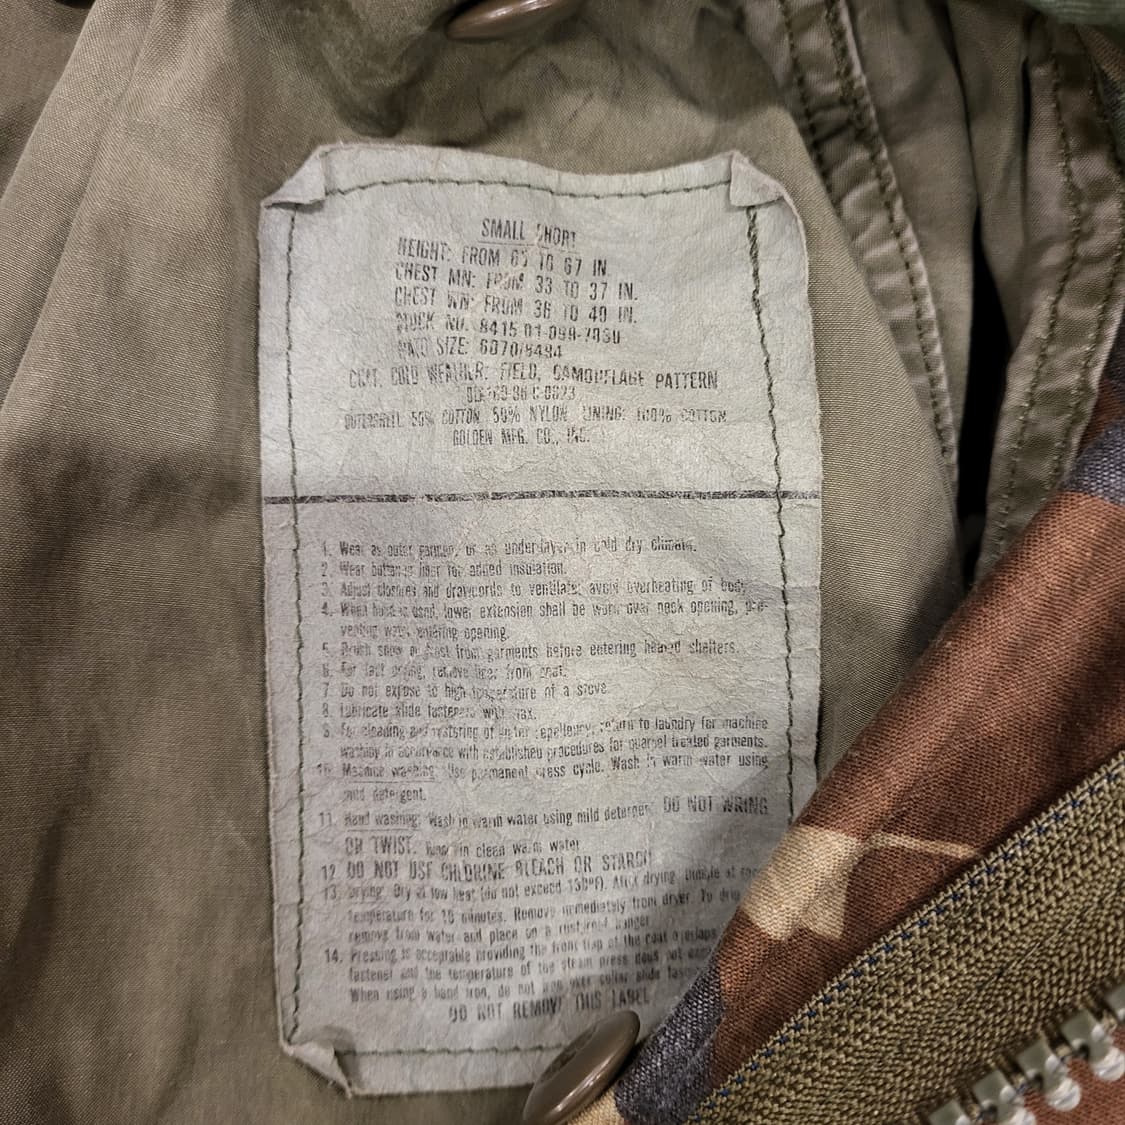 SMALL SHORT
HEIGHT: FROM 63 TO 67 IN.
CHEST MN: FROM 33 TO 37 IN.
CHEST WN: FROM 36 TO 40 IN.
STOCK NO. 8415-01-099-
NATO SIZE: 6070/8494
COAT, COLD WEATHER: FIELD, CAMOUFLAGE PATTERN
OUTERSHELL: 50% COTTON 50% NYLON LINING: 100% COTTON
GOLDEN MFG. CO., INC.
1. Wear as outer garment or as underlayer in cold dry climate.
2. Wear button-in liner for added insulation.
3. Adjust closures and drawcords to ventilate; avoid overheating of body.
4. When hood is used, lower extension shall be worn over neck opening, pre-
venting water entering opening.
5. Brush snow or frost from garments before entering heated shelters.
6. For fast drying, remove liner from coat.
7. Do not expose to high temperature of a stove.
8. Lubricate slide fasteners with wax.
9. For cleaning and restoring of water repellency, return to laundry for machine
washing in accordance with established procedures for quarpel treated garments.
10. Machine washing: Use permanent press cycle. Wash in warm water using
mild detergent.
11. Hand washing: Wash in warm water using mild detergent DO NOT WRING
OR TWIST. in clean warm water
12 DO NOT USE CHLORINE BLEACH OR STARCH
13. Drying: Dry at low heat (do not exceed 130°F). After drying, tumble at
temperature for 10 minutes. Remove immediately from dryer. To
remove from water and place on a rustproof hanger
14. Pressing is acceptable providing the front flap of the coat overlaps
fastener and the temperature of the steam press does not
When using a hand iron, do not iron over collar slide
DO NOT REMOVE THIS LABEL